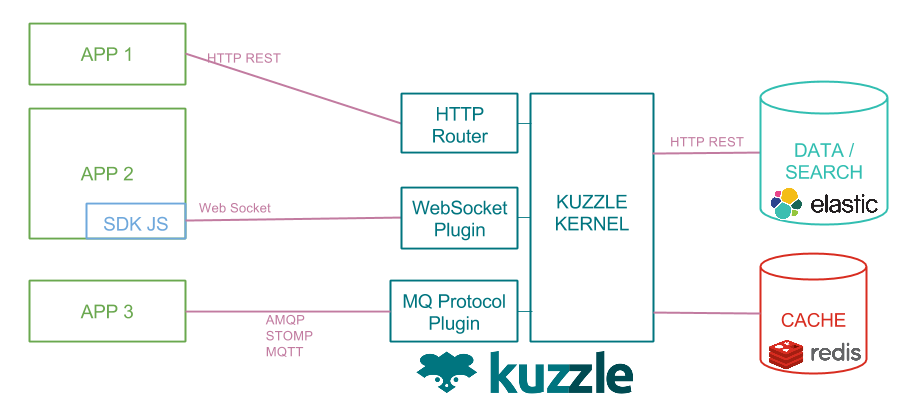 APP 1
HTTP REST
HTTP
Router
APP 2
SDK JS
Web Socket
WebSocket
Plugin
KUZZLE
KERNEL
HTTP REST
DATA /
SEARCH
elastic
APP 3
AMQP
STOMP
MQTT
MQ Protocol
Plugin
CACHE
redis
kuzzle